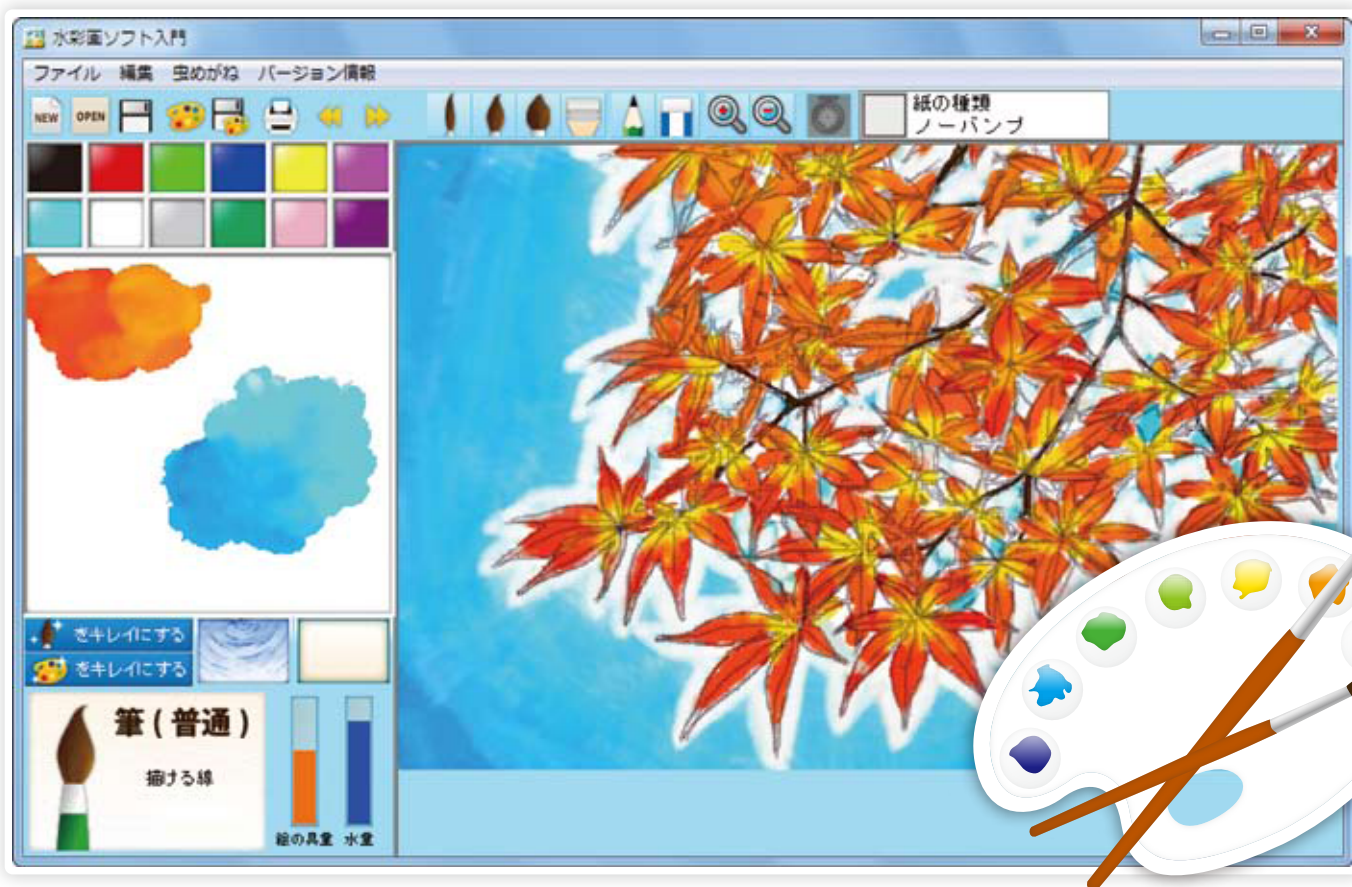 水彩画ソフト入門
ファイル 編集 虫めがね バージョン情報
NEW OPEN
紙の種類
ノーバンプ
をキレイにする
をキレイにする
筆(普通)
描ける線
絵の具量 水量